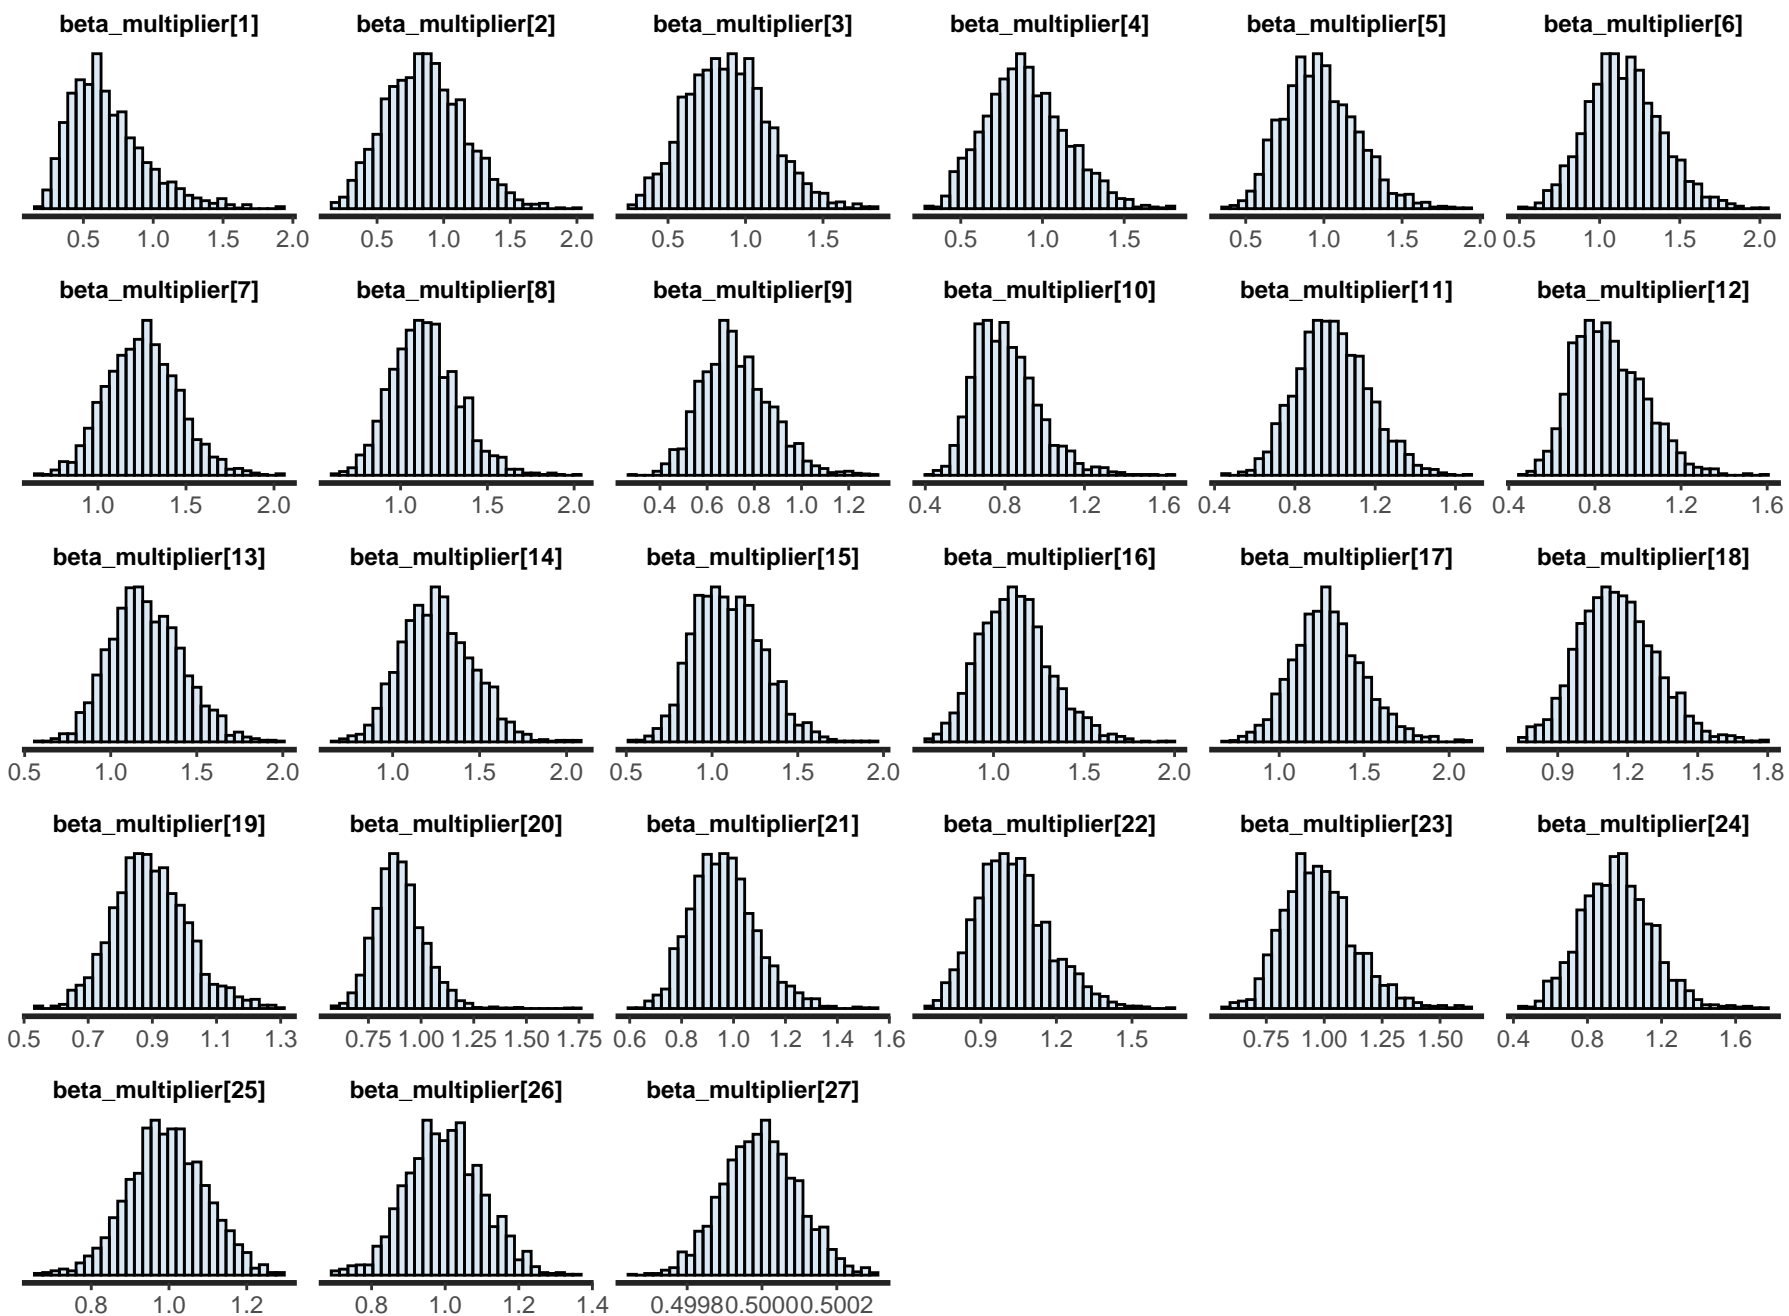 beta_multiplier[1] beta_multiplier[2] beta_multiplier[3] beta_multiplier[4] beta_multiplier[5] beta_multiplier[6]
0.5 1.0 1.5 2.0 0.5 1.0 1.5 2.0 0.5 1.0 1.5 0.5 1.0 1.5 0.5 1.0 1.5 2.0 0.5 1.0 1.5 2.0
beta_multiplier[7] beta_multiplier[8] beta_multiplier[9] beta_multiplier[10] beta_multiplier[11] beta_multiplier[12]
1.0 1.5 2.0 1.0 1.5 2.0 0.4 0.6 0.8 1.0 1.2 0.4 0.8 1.2 1.6 0.4 0.8 1.2 1.6 0.4 0.8 1.2 1.6
beta_multiplier[13] beta_multiplier[14] beta_multiplier[15] beta_multiplier[16] beta_multiplier[17] beta_multiplier[18]
0.5 1.0 1.5 2.0 1.0 1.5 2.0 0.5 1.0 1.5 2.0 1.0 1.5 2.0 1.0 1.5 2.0 0.9 1.2 1.5 1.8
beta_multiplier[19] beta_multiplier[20] beta_multiplier[21] beta_multiplier[22] beta_multiplier[23] beta_multiplier[24]
0.5 0.7 0.9 1.1 1.3 0.75 1.00 1.25 1.50 1.75 0.6 0.8 1.0 1.2 1.4 1.6 0.9 1.2 1.5 0.75 1.00 1.25 1.50 0.4 0.8 1.2 1.6
beta_multiplier[25] beta_multiplier[26] beta_multiplier[27]
0.8 1.0 1.2 0.8 1.0 1.2 1.4 0.4998 0.5000 0.5002